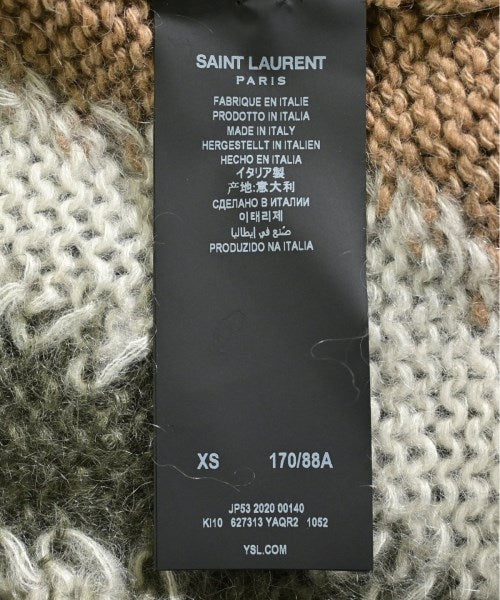 SAINT LAURENT
PARIS
FABRIQUE EN ITALIE
PRODOTTO IN ITALIA
MADE IN ITALY
HERGESTELLT IN ITALIEN
HECHO EN ITALIA
イタリア製
产地:意大利
СДЕЛАНО В ИТАЛИИ
이태리제
صنع في إيطاليا
PRODUZIDO NA ITALIA
XS 170/88A
JP53 2020 00140
KI10 627313 YAQR2 1052
YSL.COM